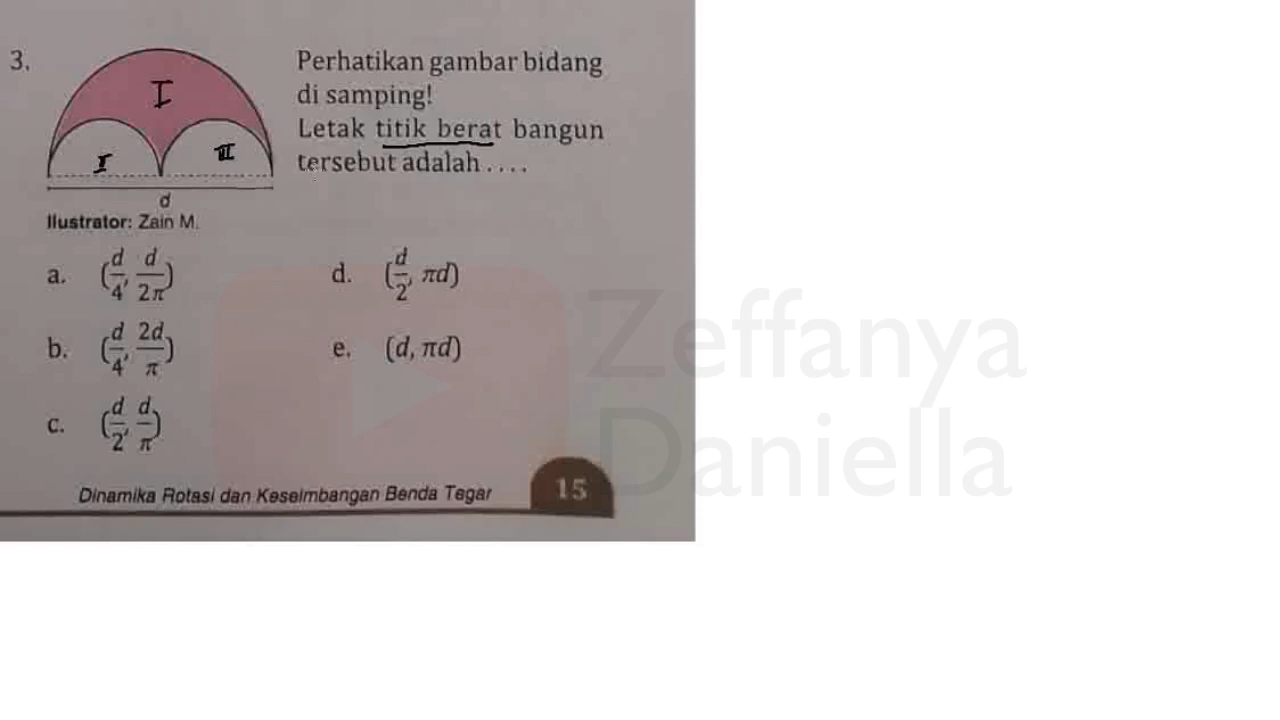 3.
Perhatikan gambar bidang
di samping!
Letak titik berat bangun
tersebut adalah . . . .
I
I
II
d
Ilustrator: Zain M.
a. (d/4, d/2π)
d. (d/2, πd)
b. (d/4, 2d/π)
e. (d, πd)
c. (d/2, d/π)
Dinamika Rotasi dan Keseimbangan Benda Tegar
15
Zeffanya
Daniella